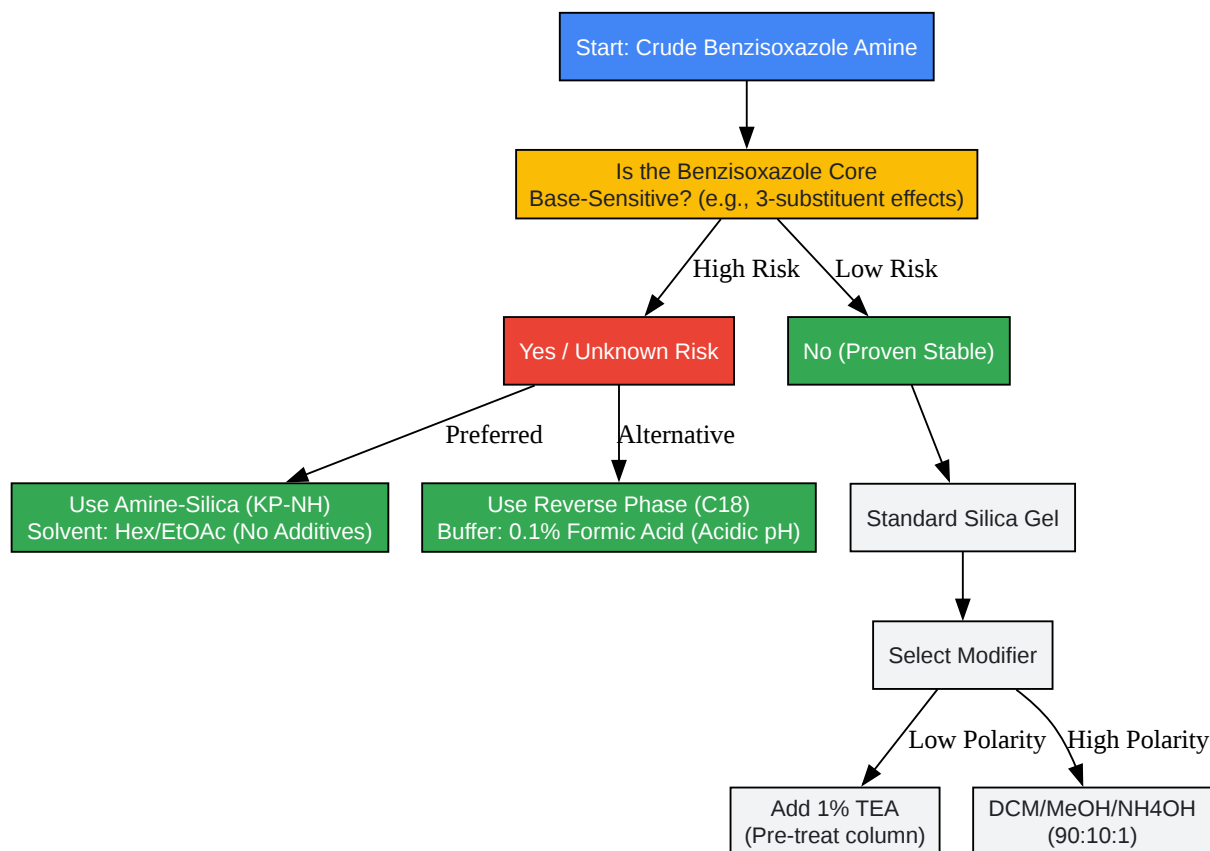 Start: Crude Benzisoxazole Amine
Is the Benzisoxazole Core
Base-Sensitive? (e.g., 3-substituent effects)
High Risk
Low Risk
Yes / Unknown Risk
No (Proven Stable)
Preferred
Alternative
Use Amine-Silica (KP-NH)
Solvent: Hex/EtOAc (No Additives)
Use Reverse Phase (C18)
Buffer: 0.1% Formic Acid (Acidic pH)
Standard Silica Gel
Select Modifier
Low Polarity
High Polarity
Add 1% TEA
(Pre-treat column)
DCM/MeOH/NH4OH
(90:10:1)